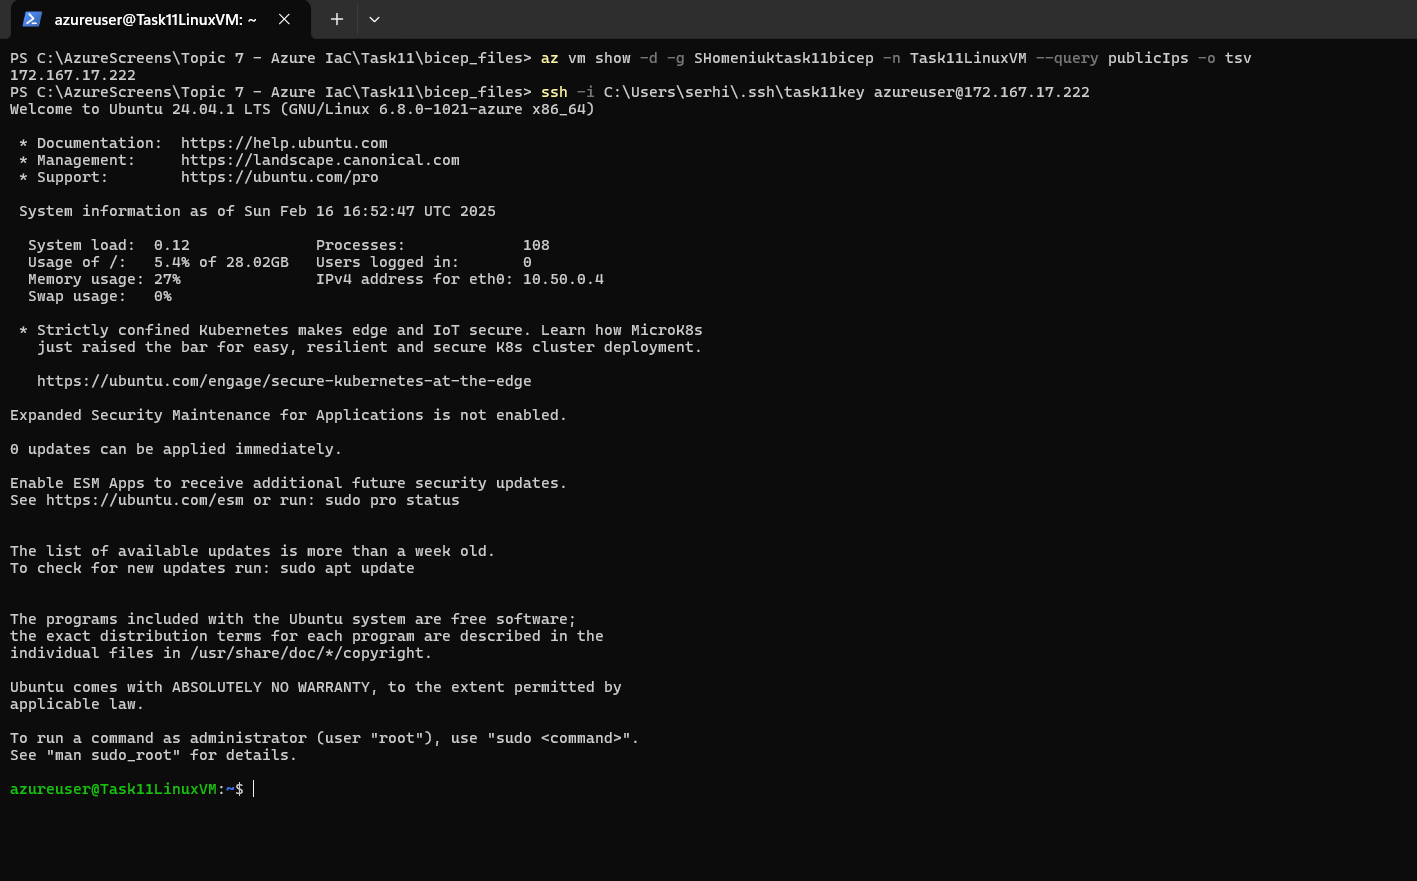 azureuser@Task11LinuxVM: ~
PS C:\AzureScreens\Topic 7 - Azure IaC\Task11\bicep_files> az vm show -d -g SHomeniuktask11bicep -n Task11LinuxVM --query publicIps -o tsv
172.167.17.222
PS C:\AzureScreens\Topic 7 - Azure IaC\Task11\bicep_files> ssh -i C:\Users\serhi\.ssh\task11key azureuser@172.167.17.222
Welcome to Ubuntu 24.04.1 LTS (GNU/Linux 6.8.0-1021-azure x86_64)
* Documentation:  https://help.ubuntu.com
* Management:     https://landscape.canonical.com
* Support:        https://ubuntu.com/pro
System information as of Sun Feb 16 16:52:47 UTC 2025
System load:  0.12              Processes:             108
Usage of /:   5.4% of 28.02GB   Users logged in:       0
Memory usage: 27%               IPv4 address for eth0: 10.50.0.4
Swap usage:   0%
* Strictly confined Kubernetes makes edge and IoT secure. Learn how MicroK8s
just raised the bar for easy, resilient and secure K8s cluster deployment.
https://ubuntu.com/engage/secure-kubernetes-at-the-edge
Expanded Security Maintenance for Applications is not enabled.
0 updates can be applied immediately.
Enable ESM Apps to receive additional future security updates.
See https://ubuntu.com/esm or run: sudo pro status
The list of available updates is more than a week old.
To check for new updates run: sudo apt update
The programs included with the Ubuntu system are free software;
the exact distribution terms for each program are described in the
individual files in /usr/share/doc/*/copyright.
Ubuntu comes with ABSOLUTELY NO WARRANTY, to the extent permitted by
applicable law.
To run a command as administrator (user "root"), use "sudo <command>".
See "man sudo_root" for details.
azureuser@Task11LinuxVM:~$